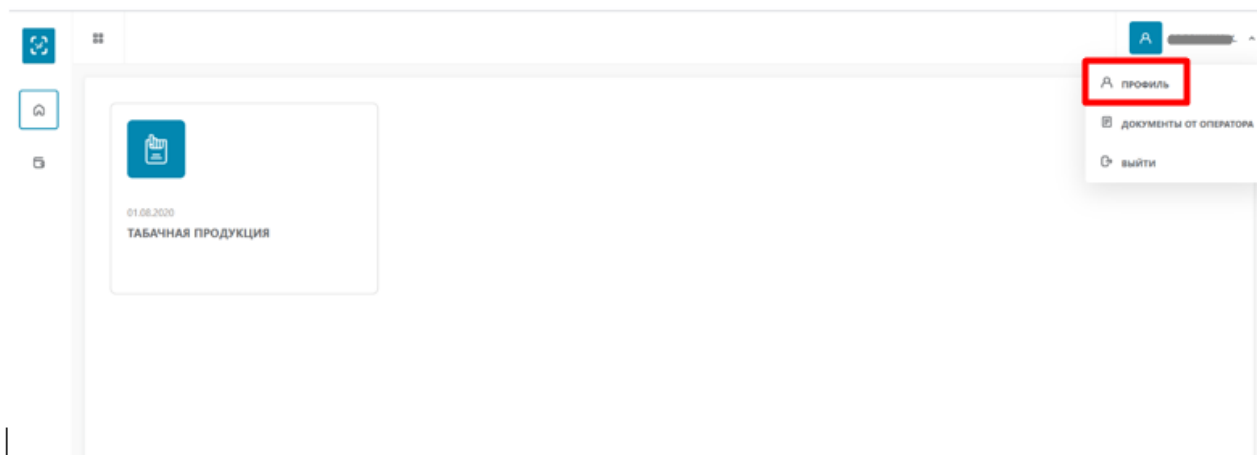 ПРОФИЛЬ
ДОКУМЕНТЫ ОТ ОПЕРАТОРА
ВЫЙТИ
01.08.2020
ТАБАЧНАЯ ПРОДУКЦИЯ